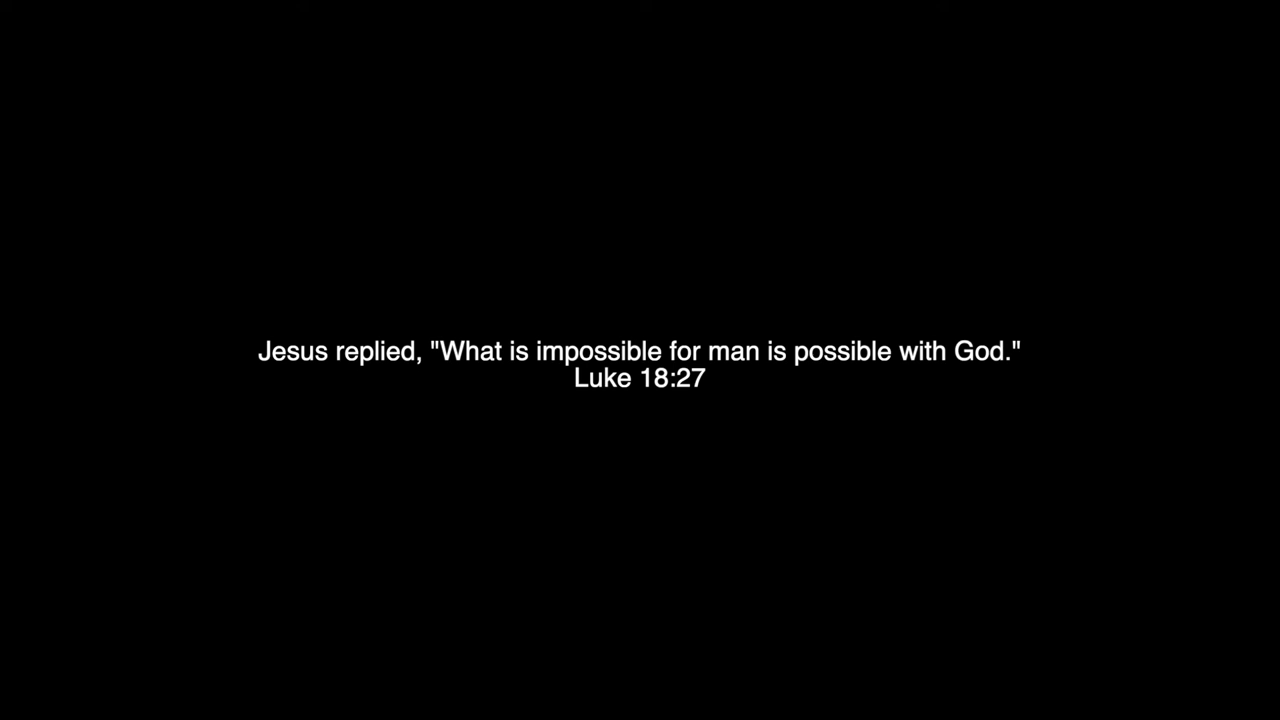 Jesus replied, "What is impossible for man is possible with God."
Luke 18:27